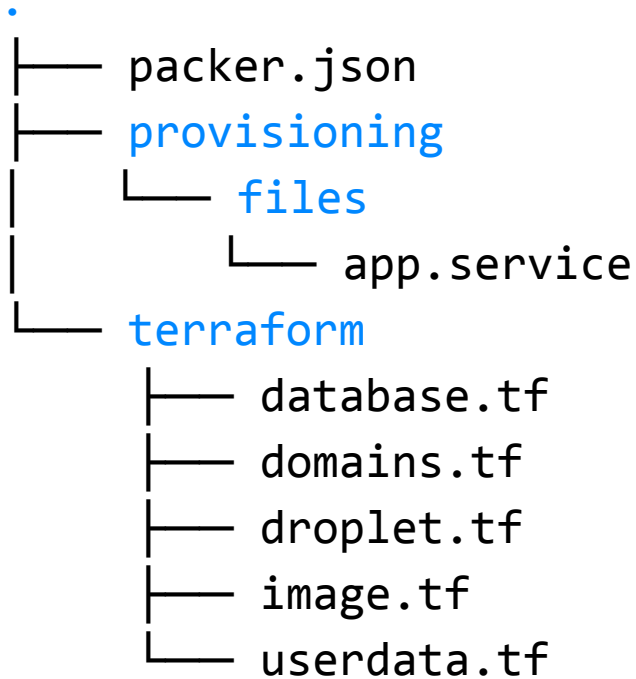 .
├── packer.json
├── provisioning
│   └── files
│       └── app.service
└── terraform
    ├── database.tf
    ├── domains.tf
    ├── droplet.tf
    ├── image.tf
    └── userdata.tf